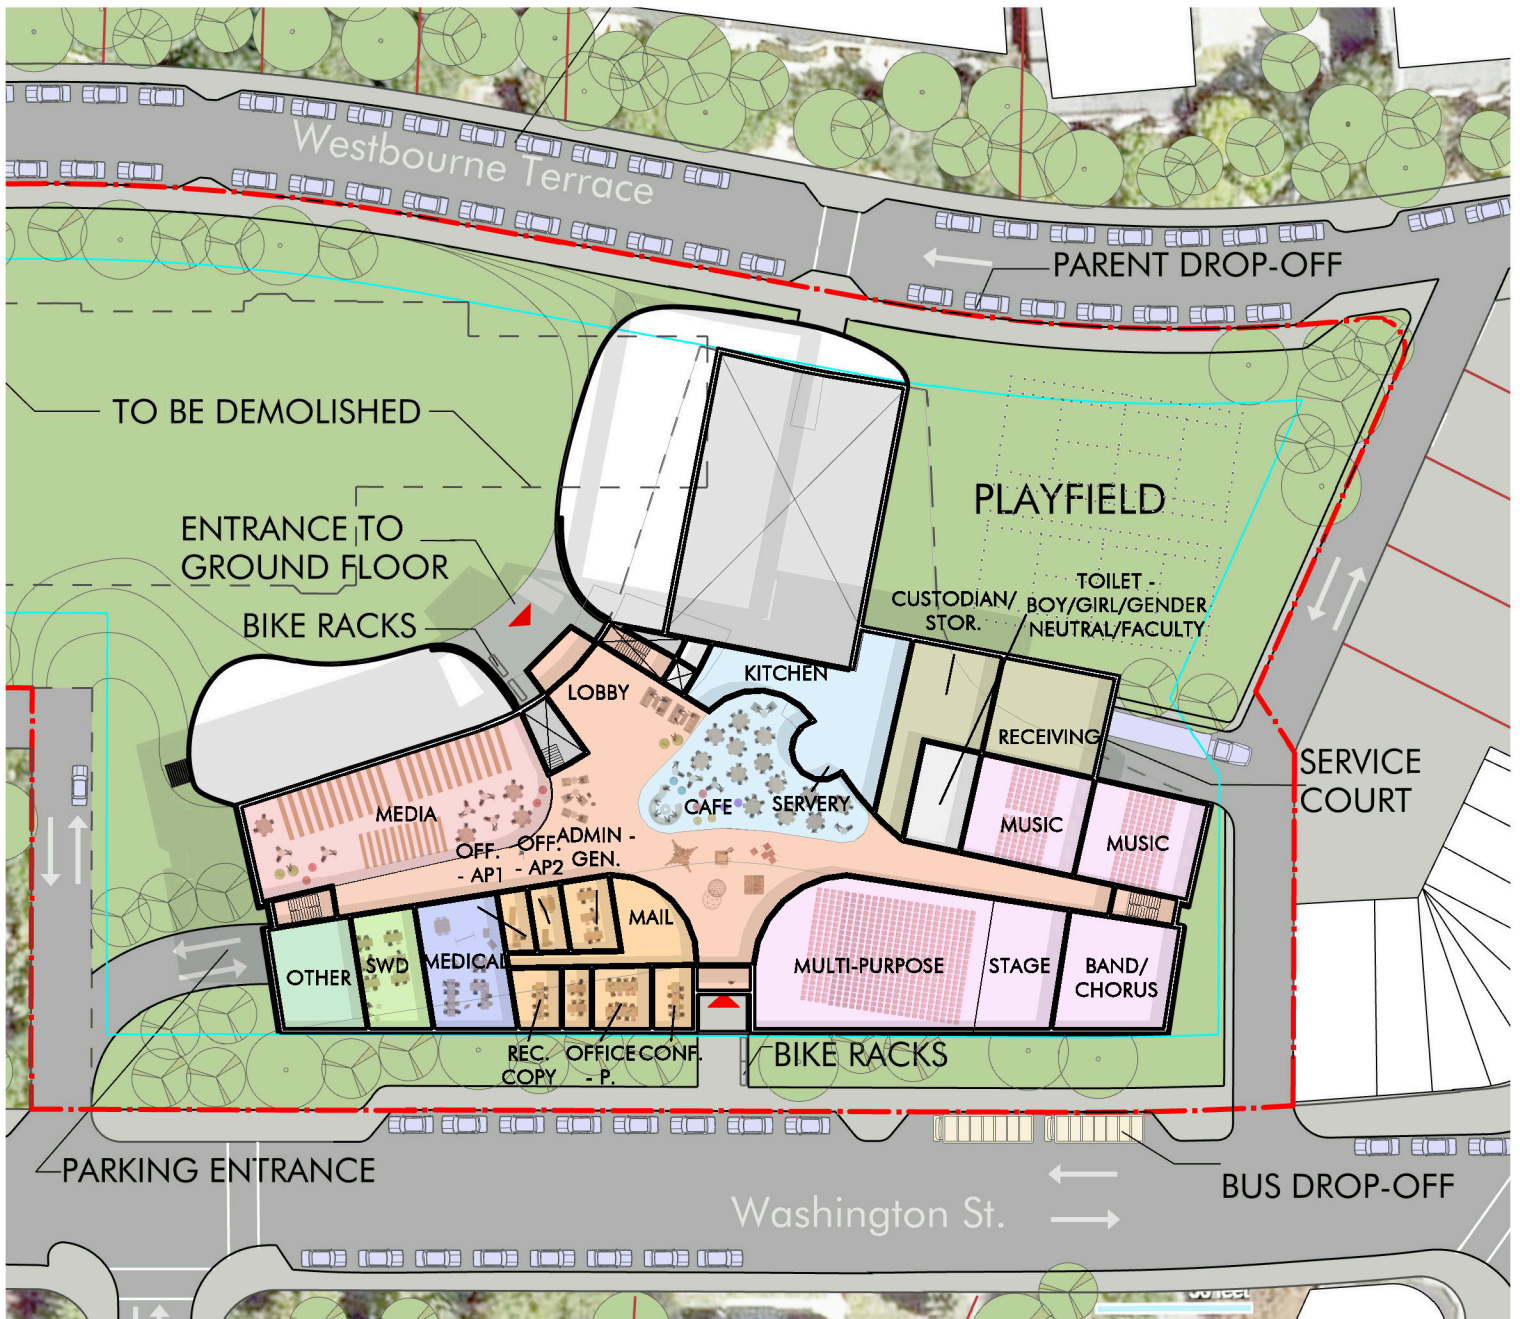 Westbourne Terrace
PARENT DROP-OFF
TO BE DEMOLISHED
PLAYFIELD
ENTRANCE TO
GROUND FLOOR
BIKE RACKS
CUSTODIAN/
STOR.
TOILET -
BOY/GIRL/GENDER
NEUTRAL/FACULTY
KITCHEN
LOBBY
RECEIVING
SERVICE
COURT
MEDIA
CAFE
SERVERY
MUSIC
MUSIC
OFF.
- AP1
OFF.
- AP2
ADMIN -
GEN.
MAIL
OTHER
SWD
MEDICAL
MULTI-PURPOSE
STAGE
BAND/
CHORUS
REC.
COPY
OFFICE
- P.
CONF.
BIKE RACKS
PARKING ENTRANCE
BUS DROP-OFF
Washington St.